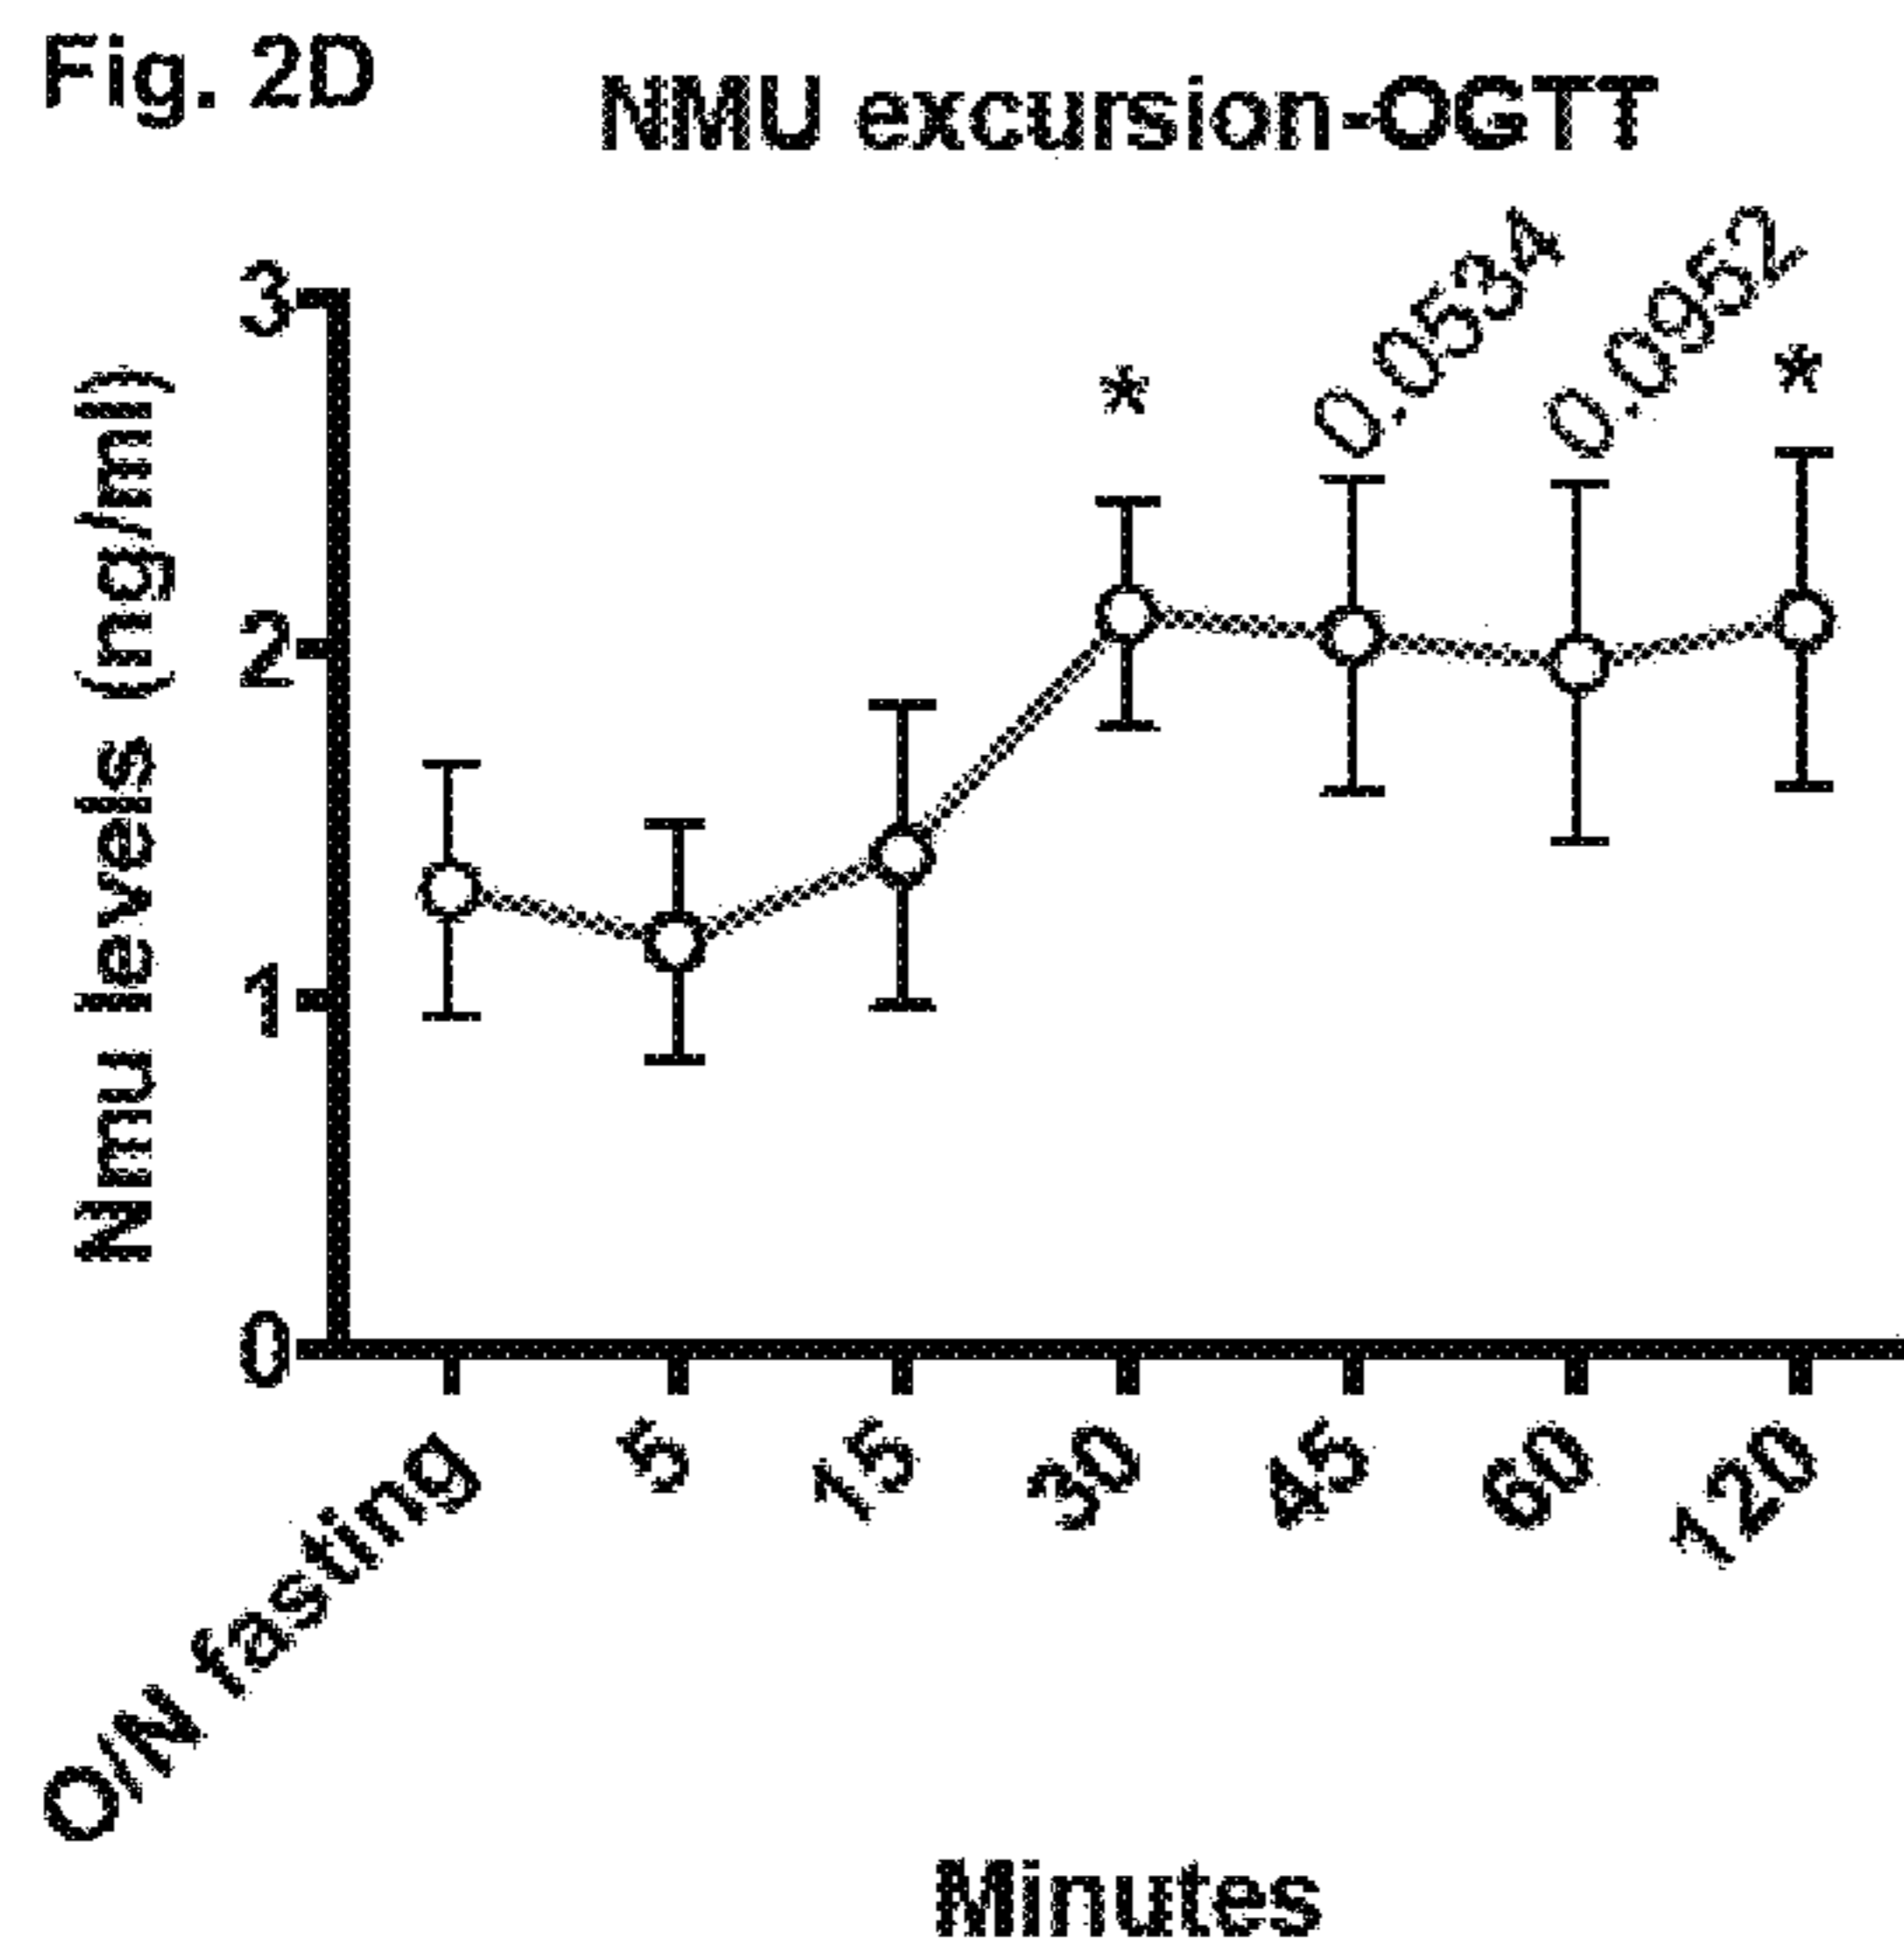 Fig. 2D
NMU excursion-OGTT
Nmu levels (ng/ml)
3
2
1
0
*
0.0534
0.0952
*
O/N fasting
5
15
30
45
60
120
Minutes